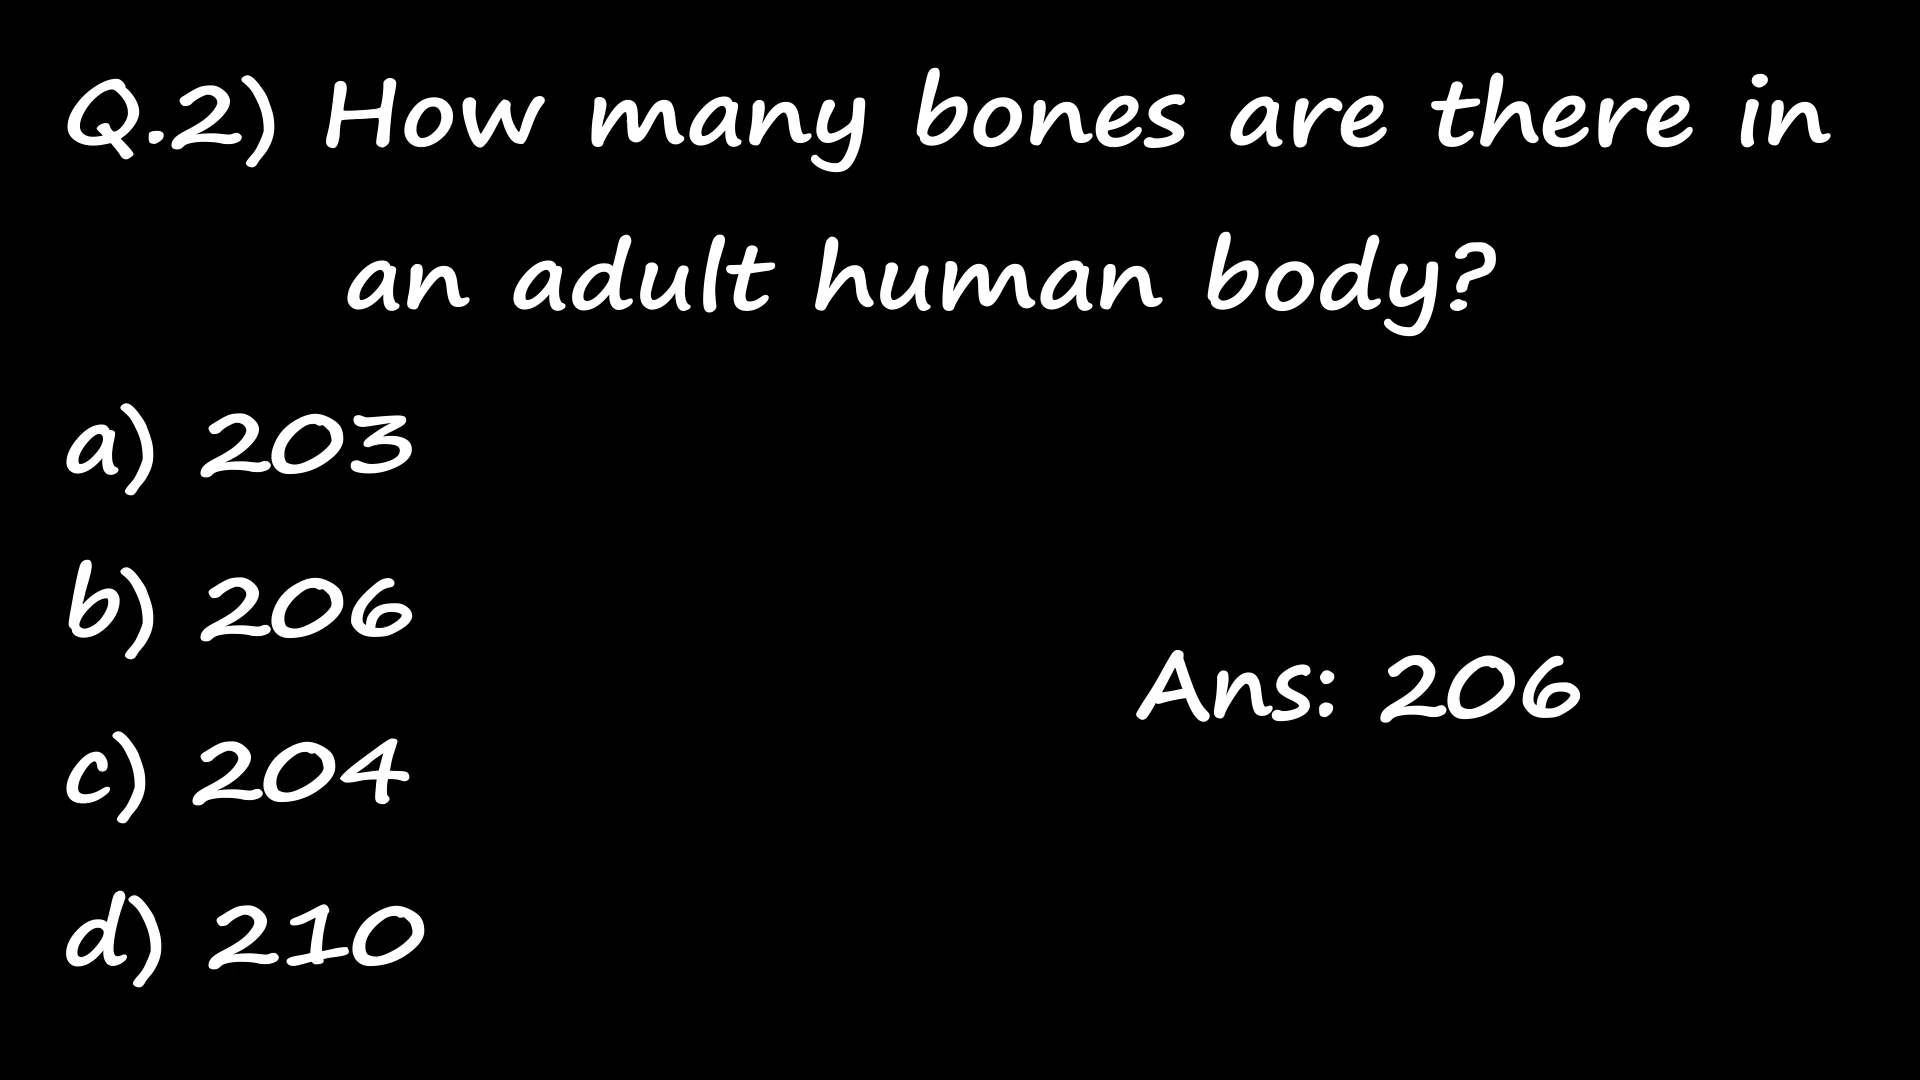 Q.2) How many bones are there in
an adult human body?
a) 203
b) 206
c) 204
d) 210
Ans: 206